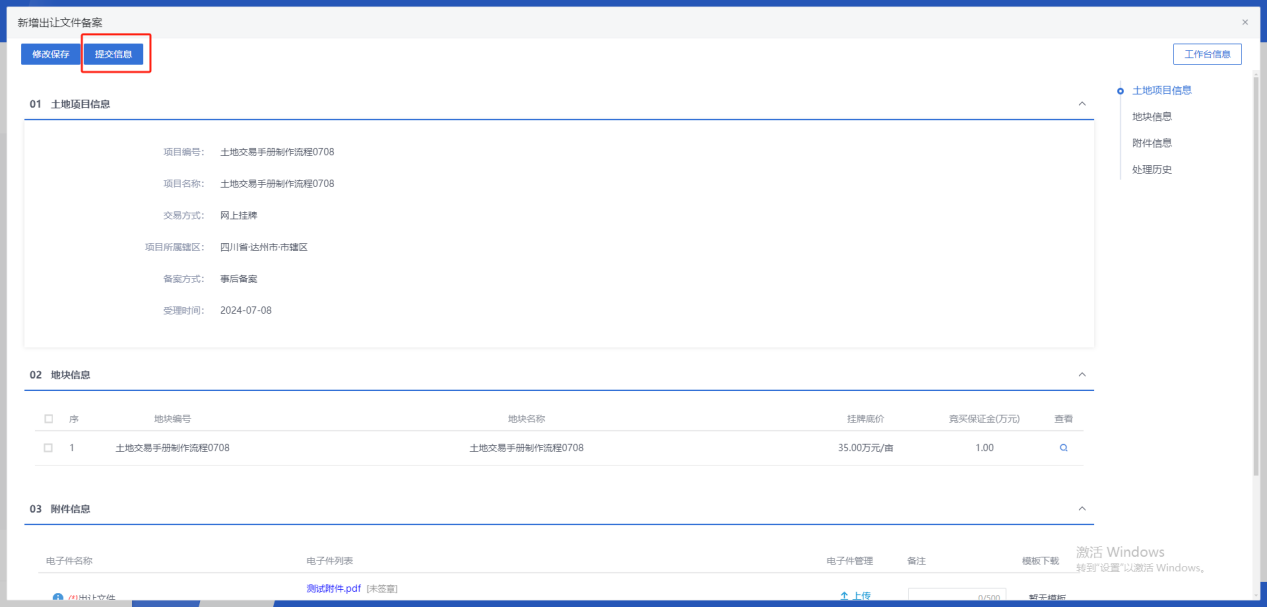 新增出让文件备案
×
修改保存 提交信息 工作台信息
01 土地项目信息
土地项目信息
地块信息
附件信息
处理历史
项目编号: 土地交易手册制作流程0708
项目名称: 土地交易手册制作流程0708
交易方式: 网上挂牌
项目所属辖区: 四川省·达州市·市辖区
备案方式: 事后备案
受理时间: 2024-07-08
02 地块信息
序 地块编号 地块名称 挂牌底价 竞买保证金(万元) 查看
1 土地交易手册制作流程0708 土地交易手册制作流程0708 35.00万元/亩 1.00
03 附件信息
电子件名称 电子件列表 电子件管理 备注 模板下载
测试附件.pdf [未签章]
出让文件 上传 0/500 暂无模板
激活 Windows
转到"设置"以激活 Windows。